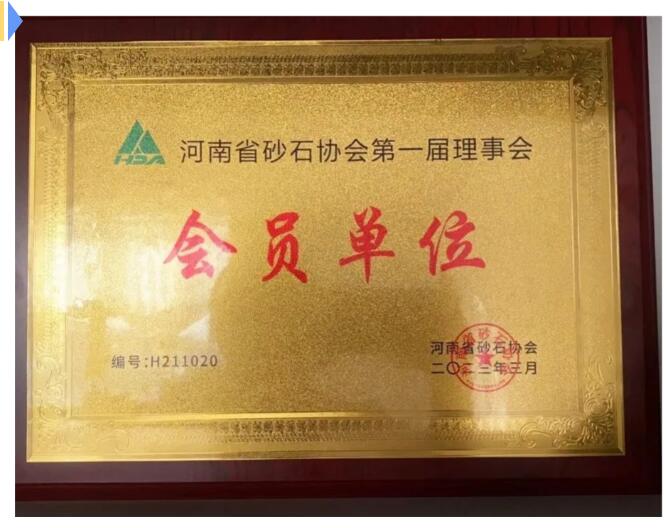 HSA 河南省砂石协会第一届理事会
会员单位
编号:H211020
河南省砂石协会
二〇二三年三月